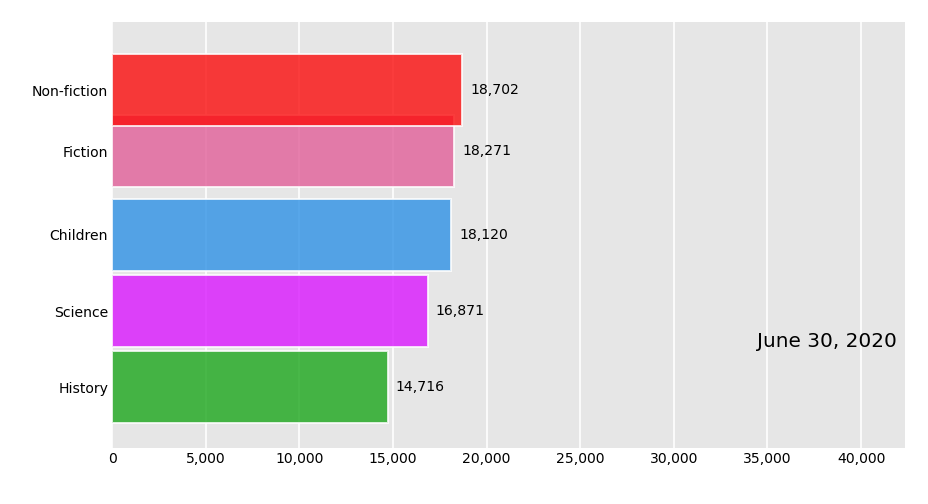 Non-fiction 18,702
Fiction 18,271
Children 18,120
Science 16,871
June 30, 2020
History 14,716
0 5,000 10,000 15,000 20,000 25,000 30,000 35,000 40,000